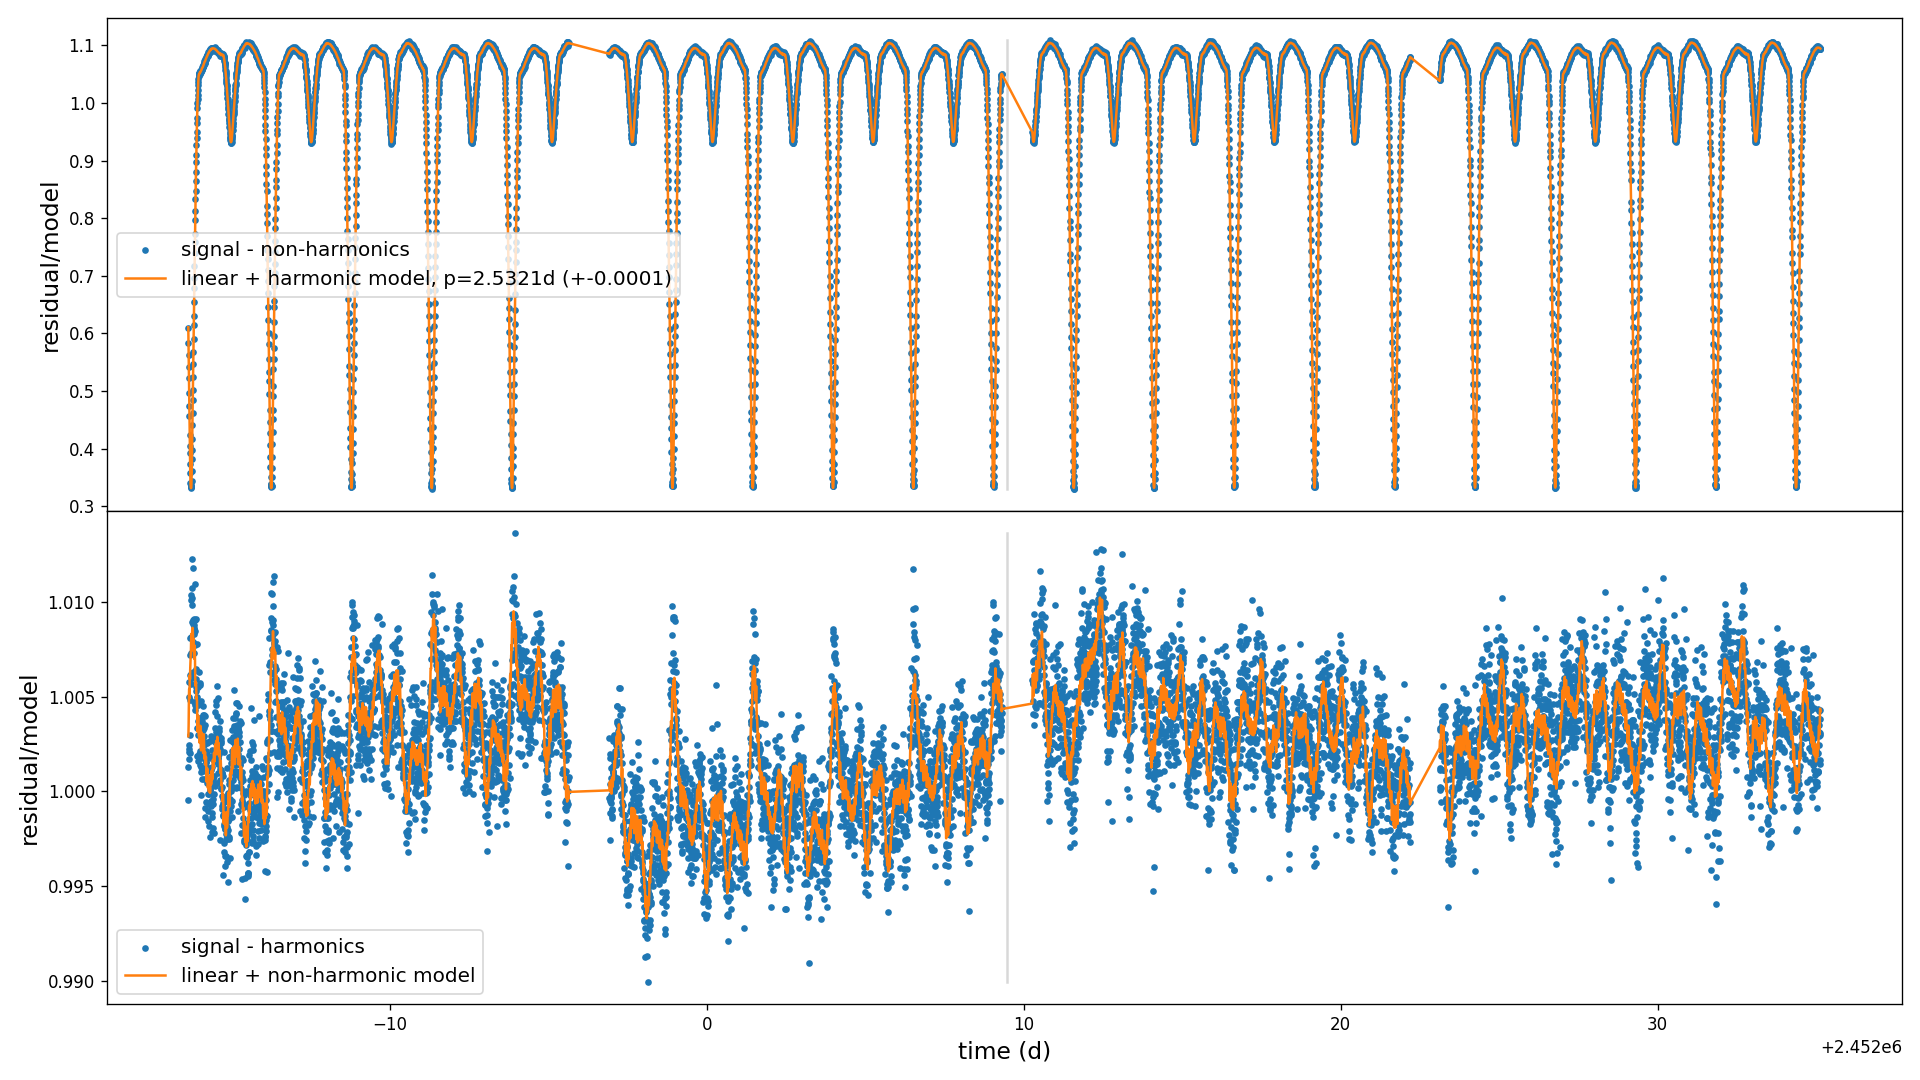 1.1
1.0
0.9
0.8
0.7
0.6
0.5
0.4
0.3
residual/model
signal - non-harmonics
linear + harmonic model, p=2.5321d (+-0.0001)
1.010
1.005
1.000
0.995
0.990
residual/model
signal - harmonics
linear + non-harmonic model
−10 0 10 20 30
time (d)
+2.452e6